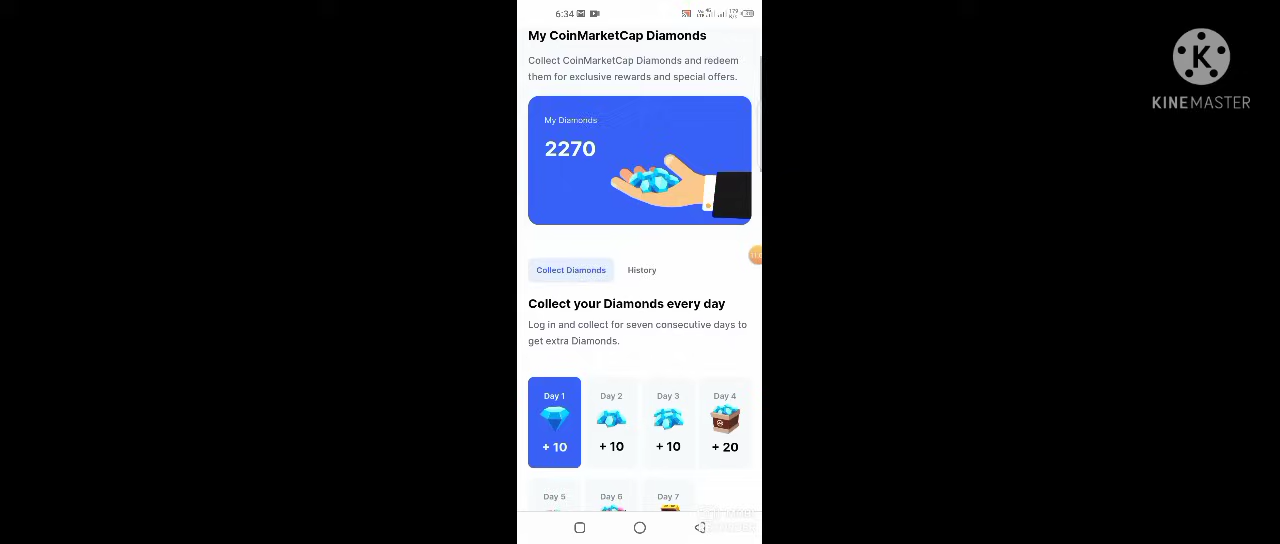 6:34
My CoinMarketCap Diamonds
Collect CoinMarketCap Diamonds and redeem
them for exclusive rewards and special offers.
My Diamonds
2270
Collect Diamonds History
Collect your Diamonds every day
Log in and collect for seven consecutive days to
get extra Diamonds.
Day 1 Day 2 Day 3 Day 4
+ 10 + 10 + 10 + 20
Day 5 Day 6 Day 7
K
KINEMASTER